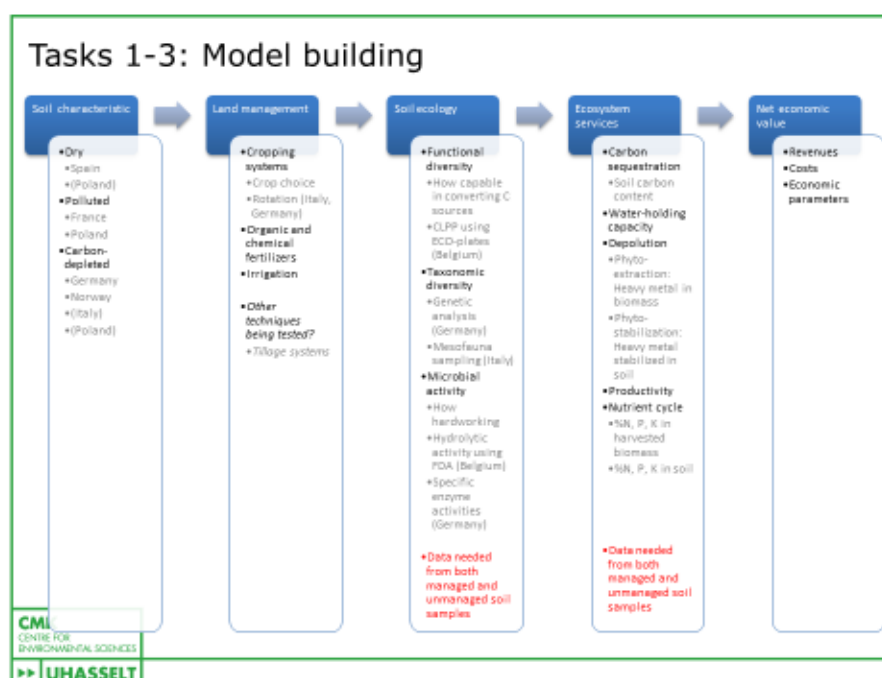 Tasks 1-3: Model building
Soil characteristic
•Dry
•Spain
•(Poland)
•Polluted
•France
•Poland
•Carbon-
depleted
•Germany
•Norway
•(Italy)
•(Poland)
Land management
•Cropping
systems
•Crop choice
•Rotation (Italy,
Germany)
•Organic and
chemical
fertilizers
•Irrigation
•Other
techniques
being tested?
•Tillage systems
Soil ecology
•Functional
diversity
•How capable
in converting C
sources
•CLPP using
ECO-plates
(Belgium)
•Taxonomic
diversity
•Genetic
analysis
(Germany)
•Mesofauna
sampling (Italy)
•Microbial
activity
•How
hardworking
•Hydrolytic
activity using
FDA (Belgium)
•Specific
enzyme
activities
(Germany)
•Data needed
from both
managed and
unmanaged soil
samples
Ecosystem
services
•Carbon
sequestration
•Soil carbon
content
•Water-holding
capacity
•Depolution
•Phyto-
extraction:
Heavy metal in
biomass
•Phyto-
stabilization:
Heavy metal
stabilized in
soil
•Productivity
•Nutrient cycle
•%N, P, K in
harvested
biomass
•%N, P, K in soil
•Data needed
from both
managed and
unmanaged soil
samples
Net economic
value
•Revenues
•Costs
•Economic
parameters
CENTRE FOR
ENVIRONMENTAL SCIENCES
UHASSELT